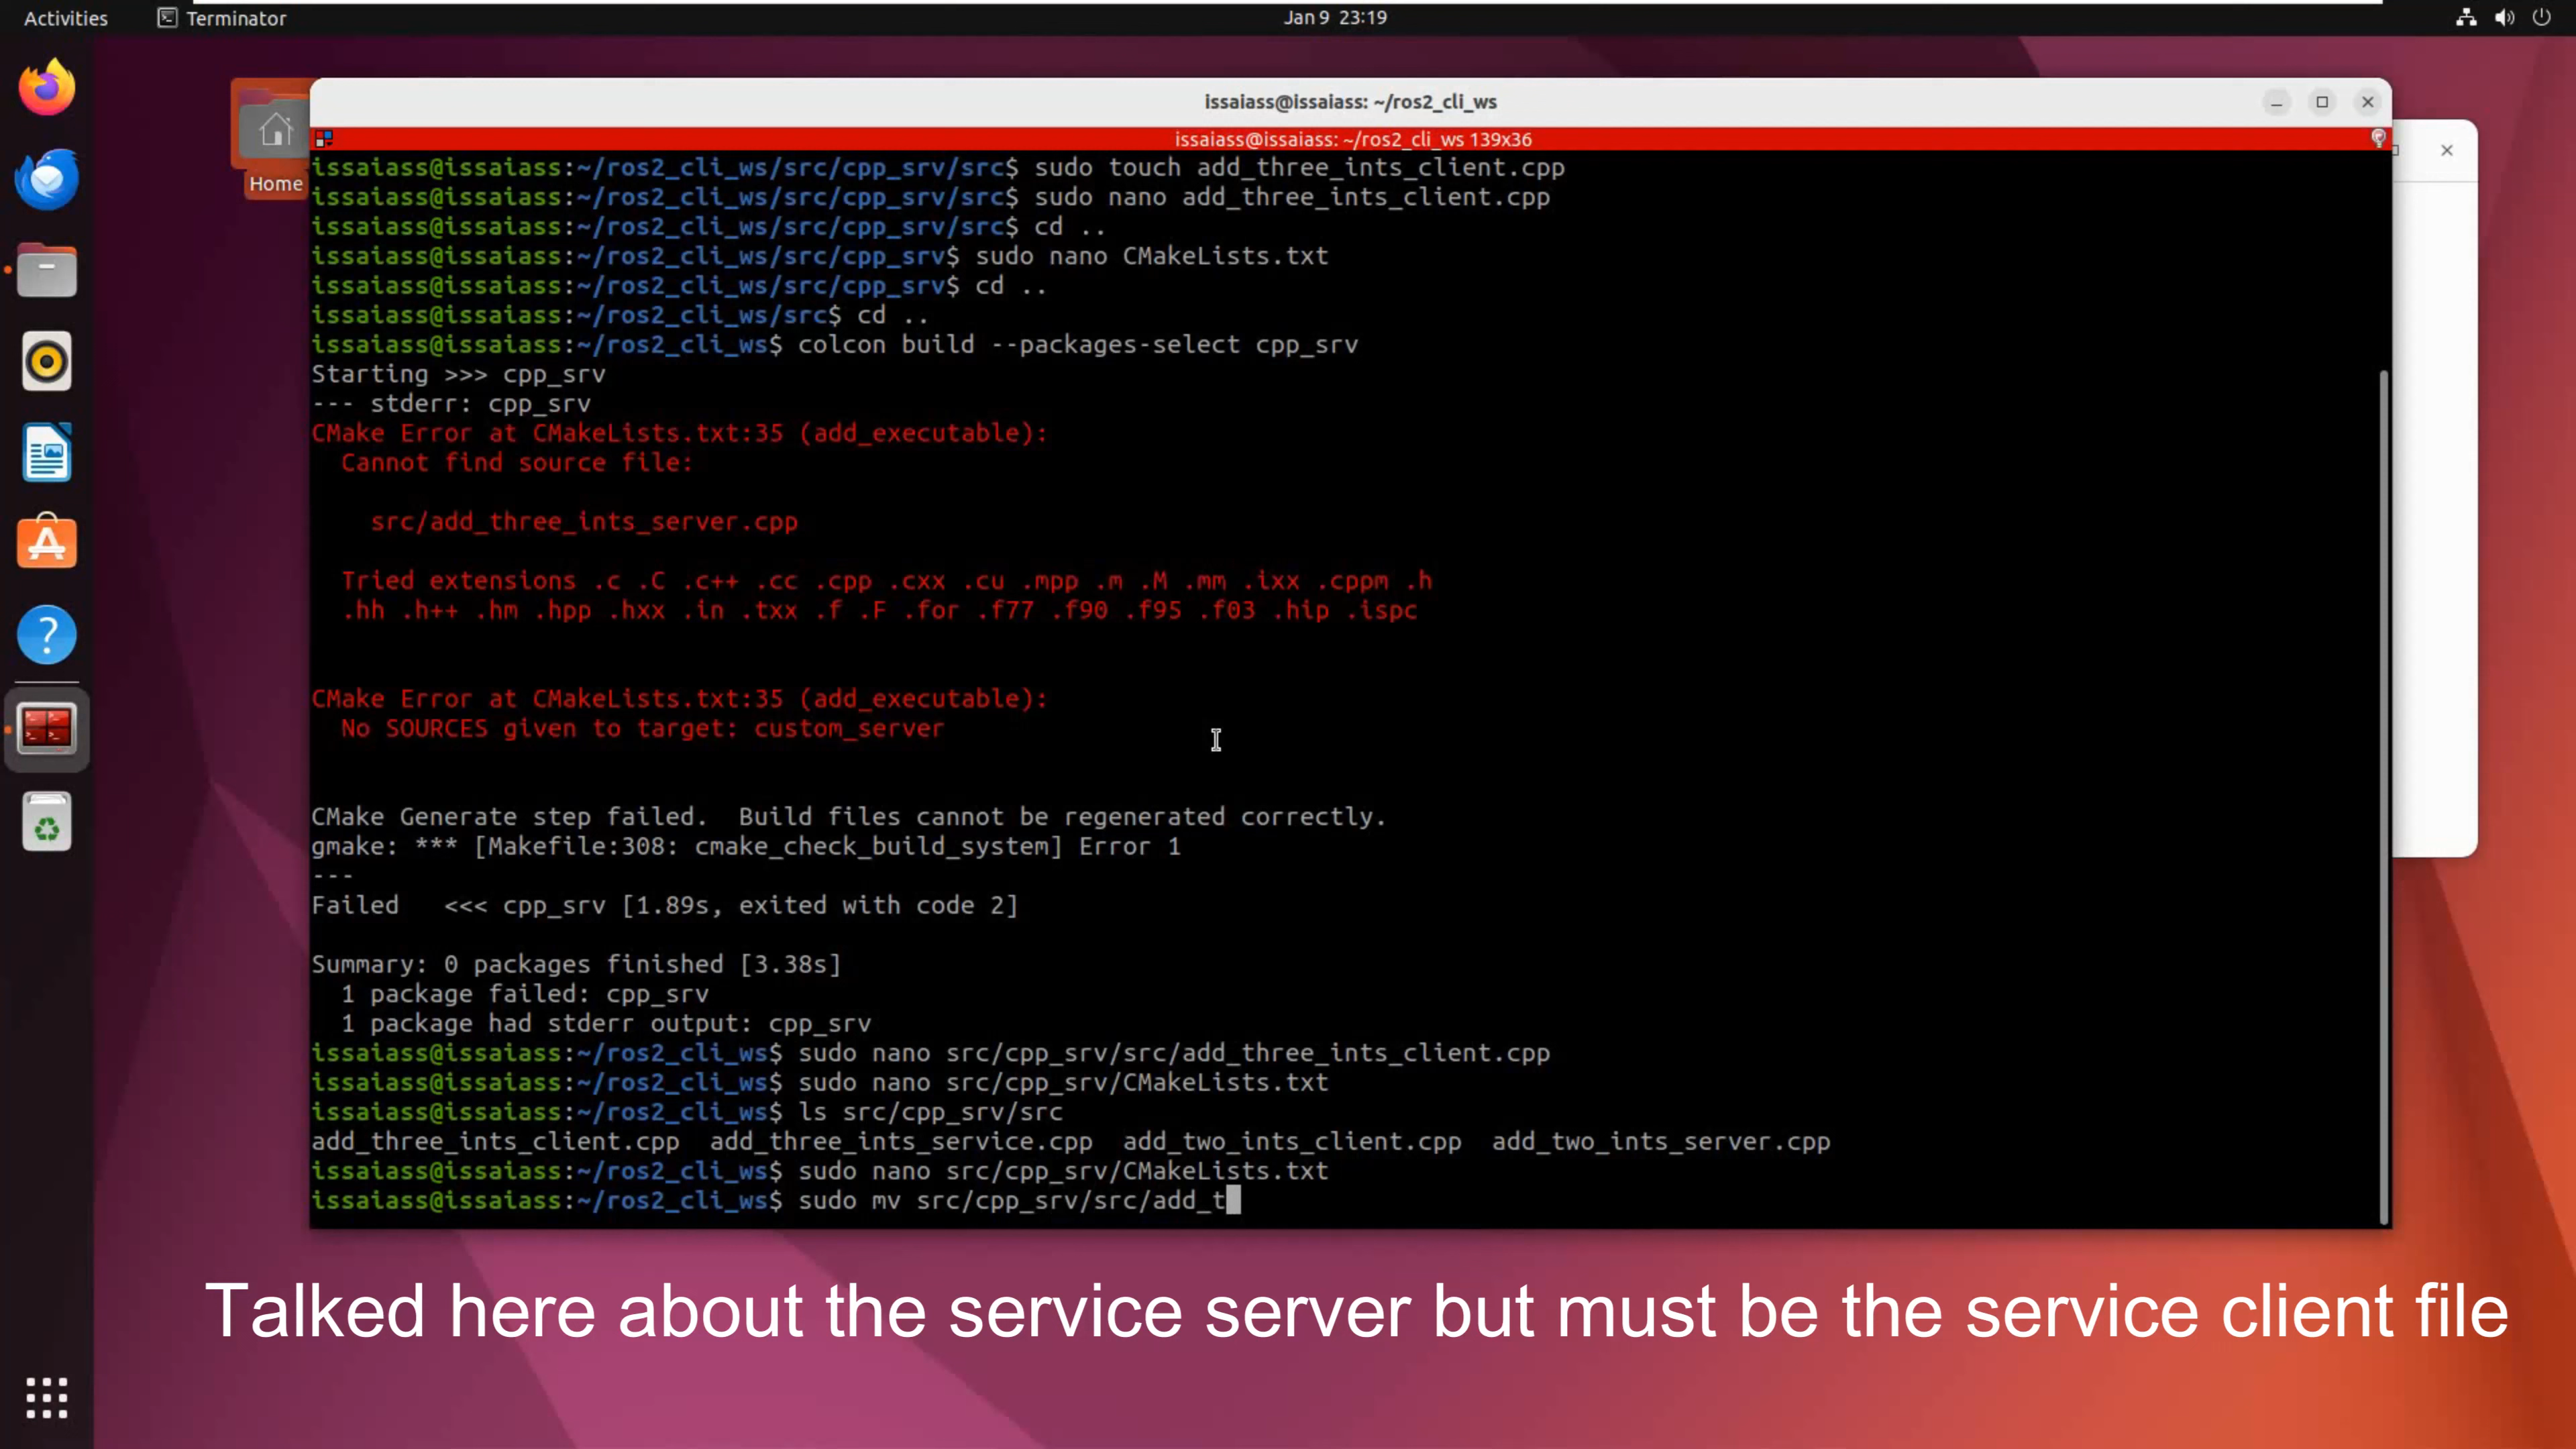 Activities
Terminator
Jan 9 23:19
Home
issaiass@issaiass: ~/ros2_cli_ws
issaiass@issaiass: ~/ros2_cli_ws 139x36
issaiass@issaiass:~/ros2_cli_ws/src/cpp_srv/src$ sudo touch add_three_ints_client.cpp
issaiass@issaiass:~/ros2_cli_ws/src/cpp_srv/src$ sudo nano add_three_ints_client.cpp
issaiass@issaiass:~/ros2_cli_ws/src/cpp_srv/src$ cd ..
issaiass@issaiass:~/ros2_cli_ws/src/cpp_srv$ sudo nano CMakeLists.txt
issaiass@issaiass:~/ros2_cli_ws/src/cpp_srv$ cd ..
issaiass@issaiass:~/ros2_cli_ws/src$ cd ..
issaiass@issaiass:~/ros2_cli_ws$ colcon build --packages-select cpp_srv
Starting >>> cpp_srv
--- stderr: cpp_srv
CMake Error at CMakeLists.txt:35 (add_executable):
Cannot find source file:
src/add_three_ints_server.cpp
Tried extensions .c .C .c++ .cc .cpp .cxx .cu .mpp .m .M .mm .ixx .cppm .h
.hh .h++ .hm .hpp .hxx .in .txx .f .F .for .f77 .f90 .f95 .f03 .hip .ispc
CMake Error at CMakeLists.txt:35 (add_executable):
No SOURCES given to target: custom_server
CMake Generate step failed.  Build files cannot be regenerated correctly.
gmake: *** [Makefile:308: cmake_check_build_system] Error 1
---
Failed   <<< cpp_srv [1.89s, exited with code 2]
Summary: 0 packages finished [3.38s]
1 package failed: cpp_srv
1 package had stderr output: cpp_srv
issaiass@issaiass:~/ros2_cli_ws$ sudo nano src/cpp_srv/src/add_three_ints_client.cpp
issaiass@issaiass:~/ros2_cli_ws$ sudo nano src/cpp_srv/CMakeLists.txt
issaiass@issaiass:~/ros2_cli_ws$ ls src/cpp_srv/src
add_three_ints_client.cpp  add_three_ints_service.cpp  add_two_ints_client.cpp  add_two_ints_server.cpp
issaiass@issaiass:~/ros2_cli_ws$ sudo nano src/cpp_srv/CMakeLists.txt
issaiass@issaiass:~/ros2_cli_ws$ sudo mv src/cpp_srv/src/add_t
Talked here about the service server but must be the service client file